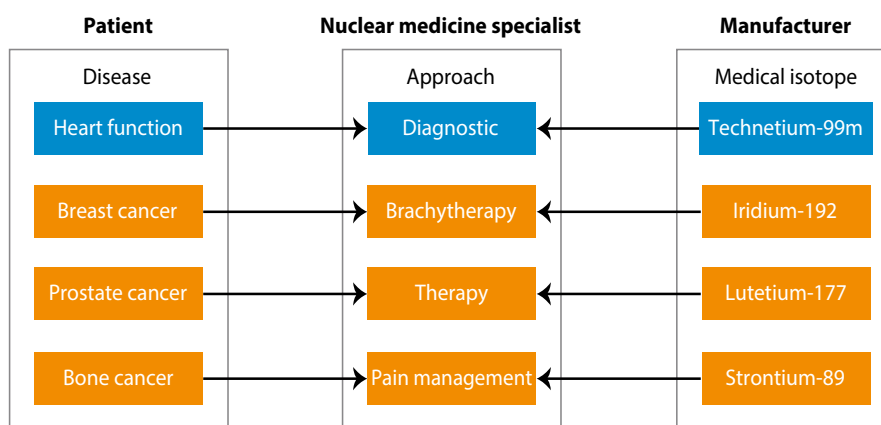 Patient Nuclear medicine specialist Manufacturer
Disease Approach Medical isotope
Heart function Diagnostic Technetium-99m
Breast cancer Brachytherapy Iridium-192
Prostate cancer Therapy Lutetium-177
Bone cancer Pain management Strontium-89